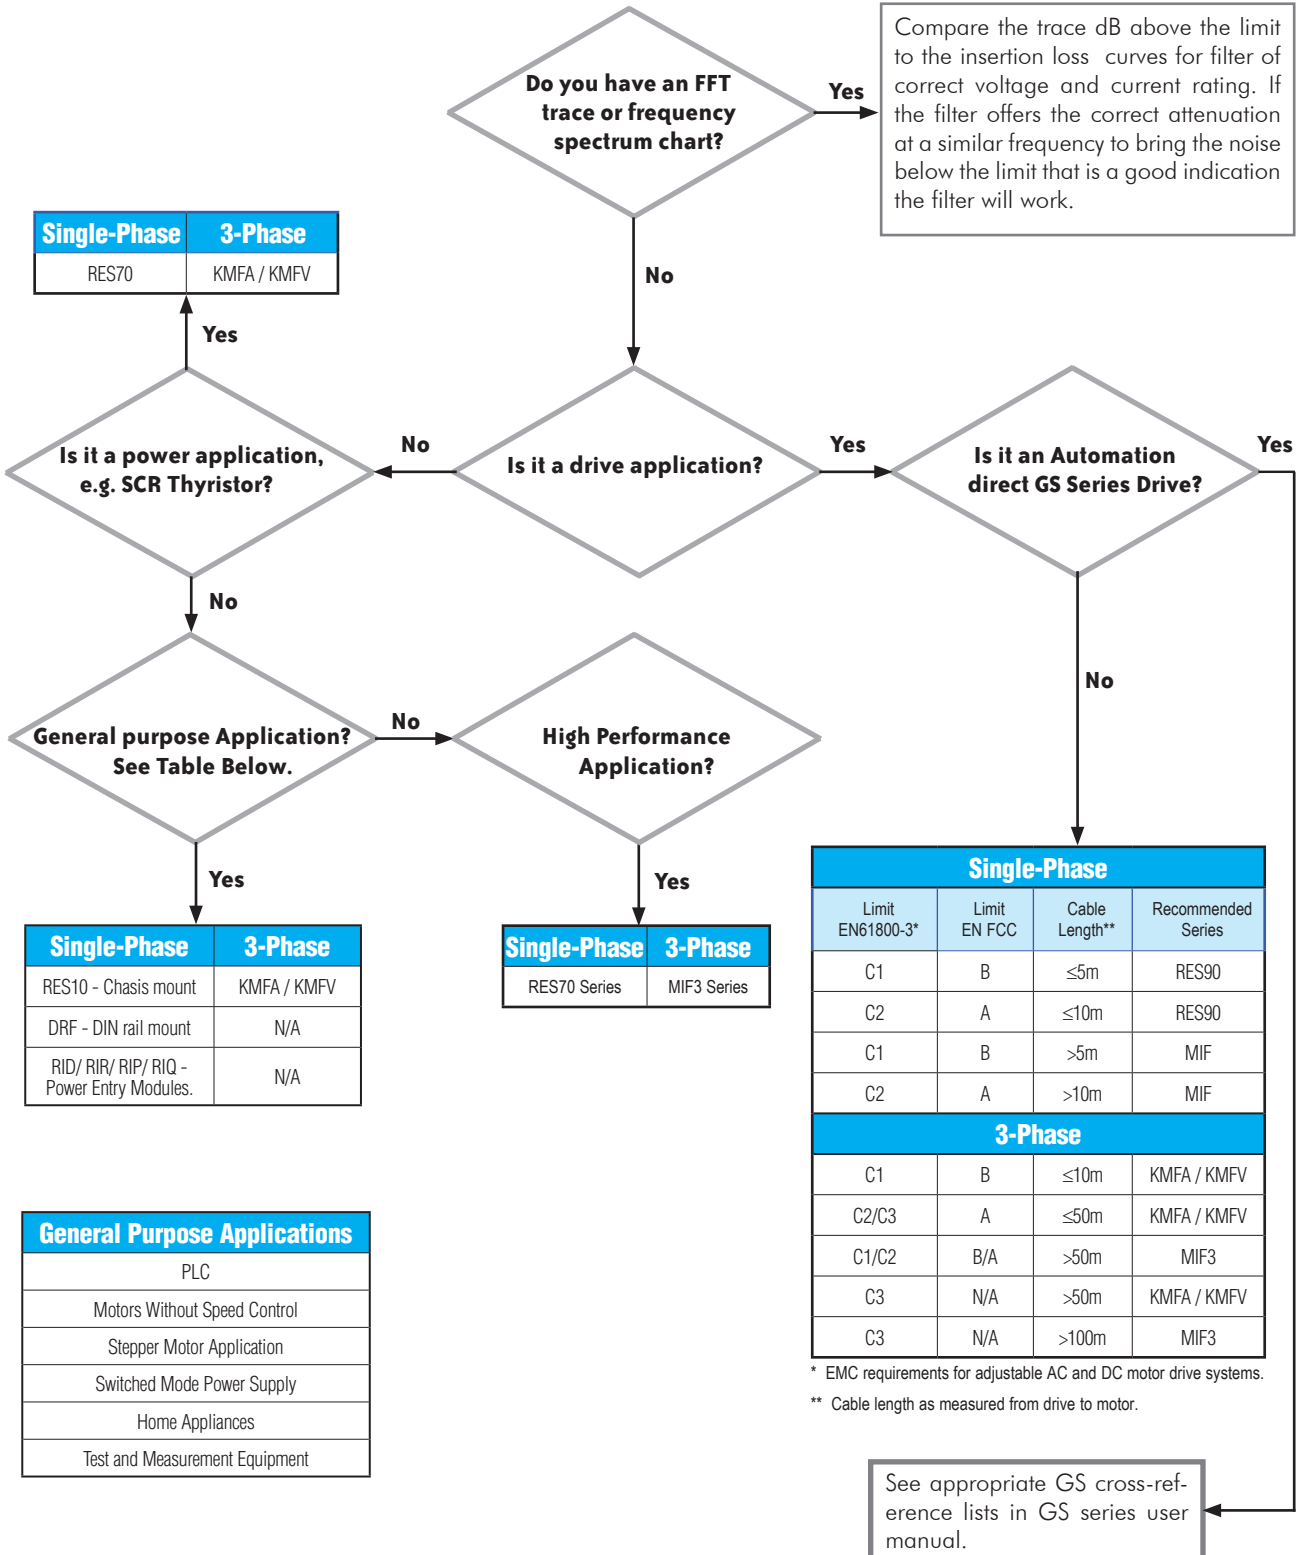 Do you have an FFT
trace or frequency
spectrum chart?
Yes
Compare the trace dB above the limit
to the insertion loss curves for filter of
correct voltage and current rating. If
the filter offers the correct attenuation
at a similar frequency to bring the noise
below the limit that is a good indication
the filter will work.
No
Single-Phase 3-Phase
RES70 KMFA / KMFV
Yes
Is it a power application,
e.g. SCR Thyristor?
No
Is it a drive application?
Yes
Is it an Automation
direct GS Series Drive?
Yes
No
No
General purpose Application?
See Table Below.
No
High Performance
Application?
Yes
Yes
Single-Phase 3-Phase
RES10 - Chasis mount KMFA / KMFV
DRF - DIN rail mount N/A
RID/ RIR/ RIP/ RIQ -
Power Entry Modules.
N/A
Single-Phase 3-Phase
RES70 Series MIF3 Series
Single-Phase
Limit
EN61800-3*
Limit
EN FCC
Cable
Length**
Recommended
Series
C1 B ≤5m RES90
C2 A ≤10m RES90
C1 B >5m MIF
C2 A >10m MIF
3-Phase
C1 B ≤10m KMFA / KMFV
C2/C3 A ≤50m KMFA / KMFV
C1/C2 B/A >50m MIF3
C3 N/A >50m KMFA / KMFV
C3 N/A >100m MIF3
* EMC requirements for adjustable AC and DC motor drive systems.
** Cable length as measured from drive to motor.
General Purpose Applications
PLC
Motors Without Speed Control
Stepper Motor Application
Switched Mode Power Supply
Home Appliances
Test and Measurement Equipment
See appropriate GS cross-ref-
erence lists in GS series user
manual.